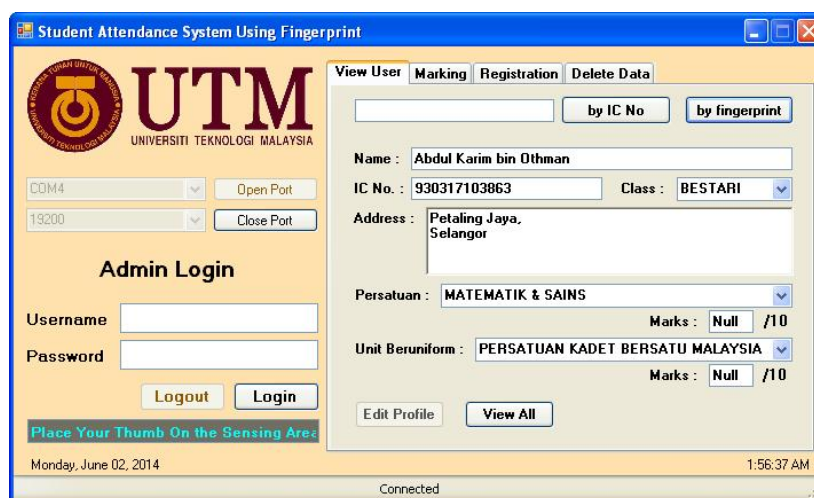 Student Attendance System Using Fingerprint
UTM
UNIVERSITI TEKNOLOGI MALAYSIA
COM4
Open Port
19200
Close Port
Admin Login
Username
Password
Logout
Login
Place Your Thumb On the Sensing Area
View User
Marking
Registration
Delete Data
by IC No
by fingerprint
Name : Abdul Karim bin Othman
IC No. : 930317103863
Class : BESTARI
Address : Petaling Jaya,
Selangor
Persatuan : MATEMATIK & SAINS
Marks : Null /10
Unit Beruniform : PERSATUAN KADET BERSATU MALAYSIA
Marks : Null /10
Edit Profile
View All
Monday, June 02, 2014
1:56:37 AM
Connected